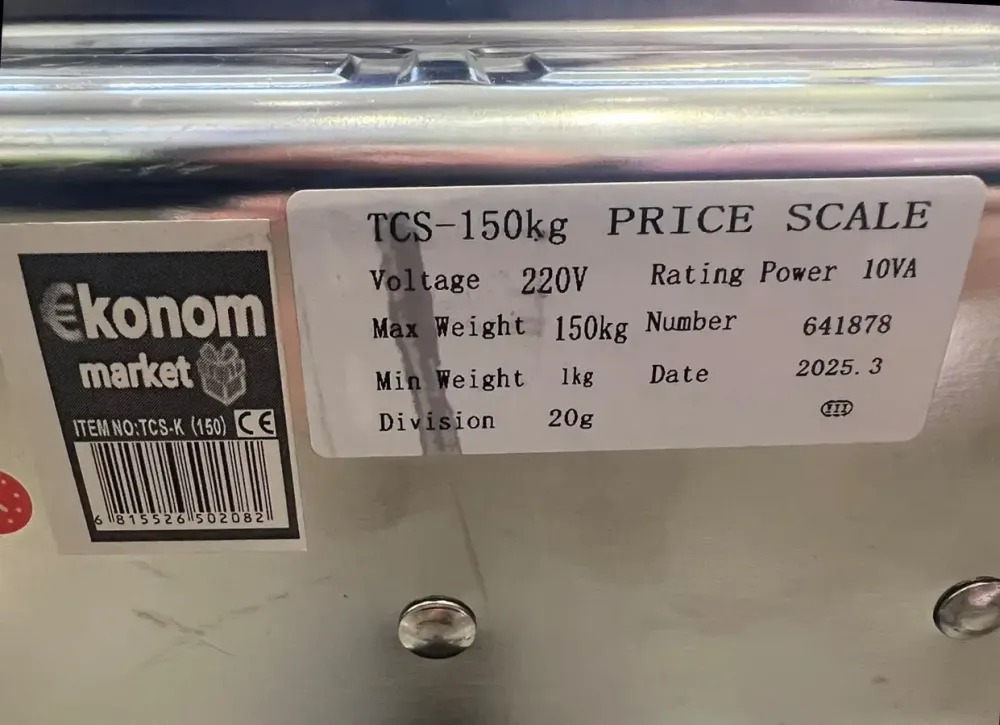 €konom
market
ITEM NO:TCS-K (150) CE
6 815526 502082
TCS-150kg PRICE SCALE
Voltage 220V Rating Power 10VA
Max Weight 150kg Number 641878
Min Weight 1kg Date 2025.3
Division 20g III